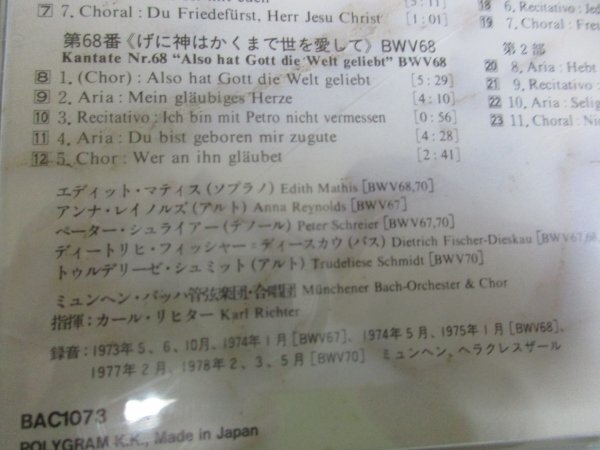 7 7. Choral : Du Friedefürst, Herr Jesu Christ [1 : 01]
第68番《げに神はかくまで世を愛して》BWV68
Kantate Nr.68 “Also hat Gott die Welt geliebt” BWV68
8 1. (Chor) : Also hat Gott die Welt geliebt [5 : 29]
9 2. Aria : Mein gläubiges Herze [4 : 10]
10 3. Recitativo : Ich bin mit Petro nicht vermessen [0 : 56]
11 4. Aria : Du bist geboren mir zugute [4 : 28]
12 5. Chor : Wer an ihn gläubet [2 : 41]
エディット・マティス(ソプラノ) Edith Mathis [BWV68,70]
アンナ・レイノルズ(アルト) Anna Reynolds [BWV67]
ペーター・シュライアー(テノール) Peter Schreier [BWV67,70]
ディートリヒ・フィッシャー=ディースカウ(バス) Dietrich Fischer-Dieskau [BWV67,68,
トゥルデリーゼ・シュミット(アルト) Trudeliese Schmidt [BWV70]
ミュンヘン・バッハ管弦楽団・合唱団 Münchener Bach-Orchester & Chor
指揮:カール・リヒター Karl Richter
録音:1973年5、6、10月、1974年1月[BWV67]、1974年5月、1975年1月[BWV68]、
1977年2月、1978年2、3、5月[BWV70] ミュンヘン、ヘラクレスザール
BAC1073
POLYGRAM K.K., Made in Japan
18 6. Recitativo :
19 7. Choral :
第2部
20 8. Aria : Hebt
21 9. Recitativo :
22 10. Aria : Selig
23 11. Choral :